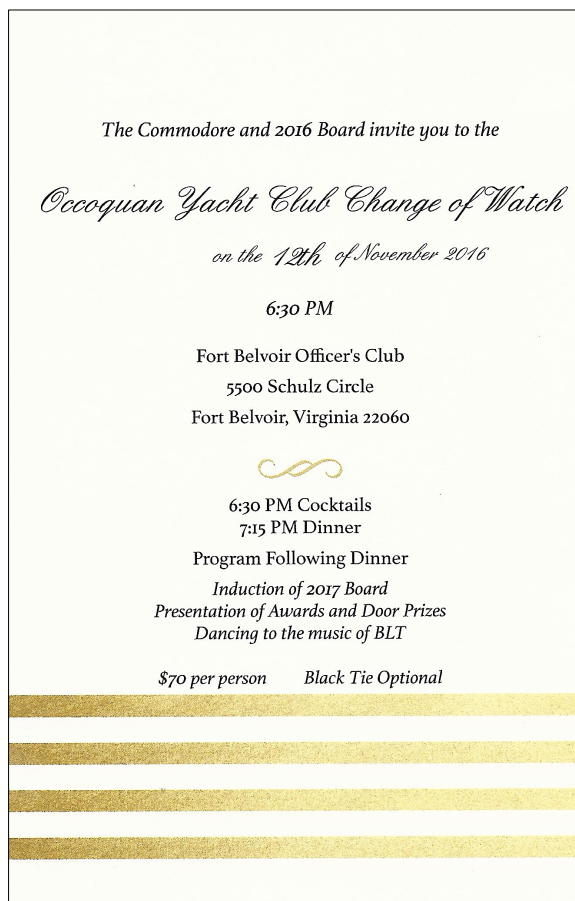 The Commodore and 2016 Board invite you to the
Occoquan Yacht Club Change of Watch
on the 12th of November 2016
6:30 PM
Fort Belvoir Officer's Club
5500 Schulz Circle
Fort Belvoir, Virginia 22060
6:30 PM Cocktails
7:15 PM Dinner
Program Following Dinner
Induction of 2017 Board
Presentation of Awards and Door Prizes
Dancing to the music of BLT
$70 per person Black Tie Optional